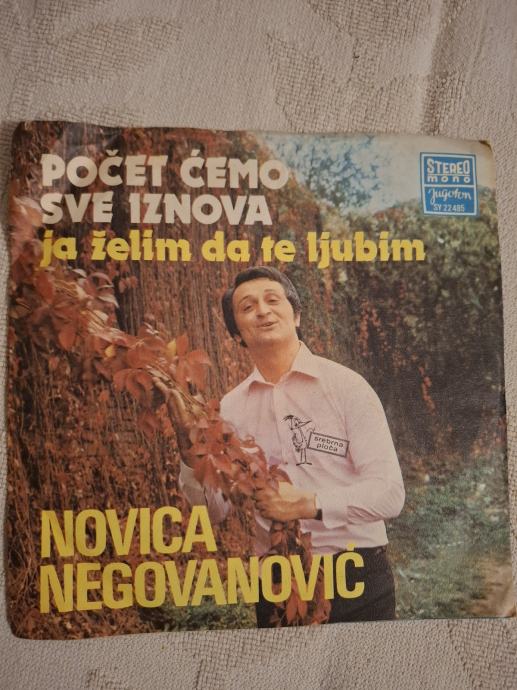 POČET ĆEMO
SVE IZNOVA
ja želim da te ljubim
STEREO
mono
Jugoton
SY 22485
srebrna
ploča
NOVICA
NEGOVANOVIĆ